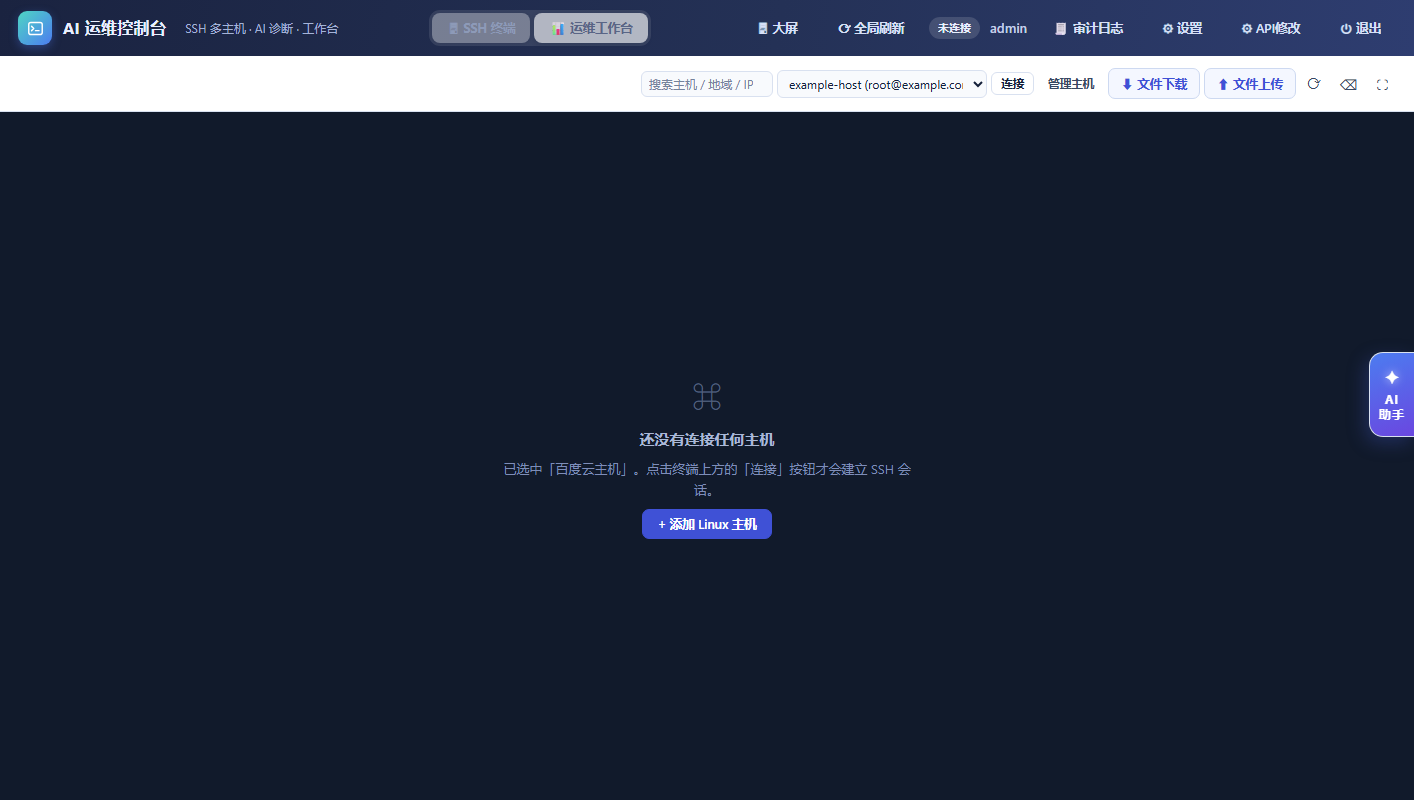 AI 运维控制台
SSH 多主机 · AI 诊断 · 工作台
SSH 终端
运维工作台
大屏
全局刷新
未连接
admin
审计日志
设置
API修改
退出
搜索主机 / 地域 / IP
example-host (root@example.co
连接
管理主机
文件下载
文件上传
AI
助手
还没有连接任何主机
已选中「百度云主机」。点击终端上方的「连接」按钮才会建立 SSH 会
话。
+ 添加 Linux 主机